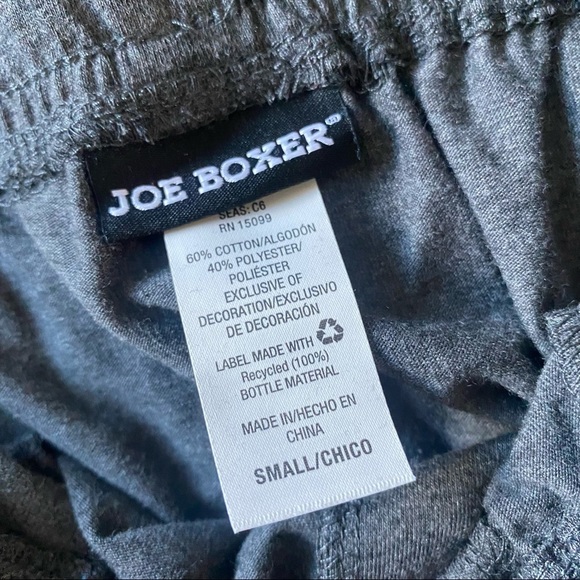 JOE BOXER®
SEAS: C6
RN 15099
60% COTTON/ALGODÓN
40% POLYESTER/
POLIÉSTER
EXCLUSIVE OF
DECORATION/EXCLUSIVO
DE DECORACIÓN
LABEL MADE WITH
Recycled (100%)
BOTTLE MATERIAL
MADE IN/HECHO EN
CHINA
SMALL/CHICO